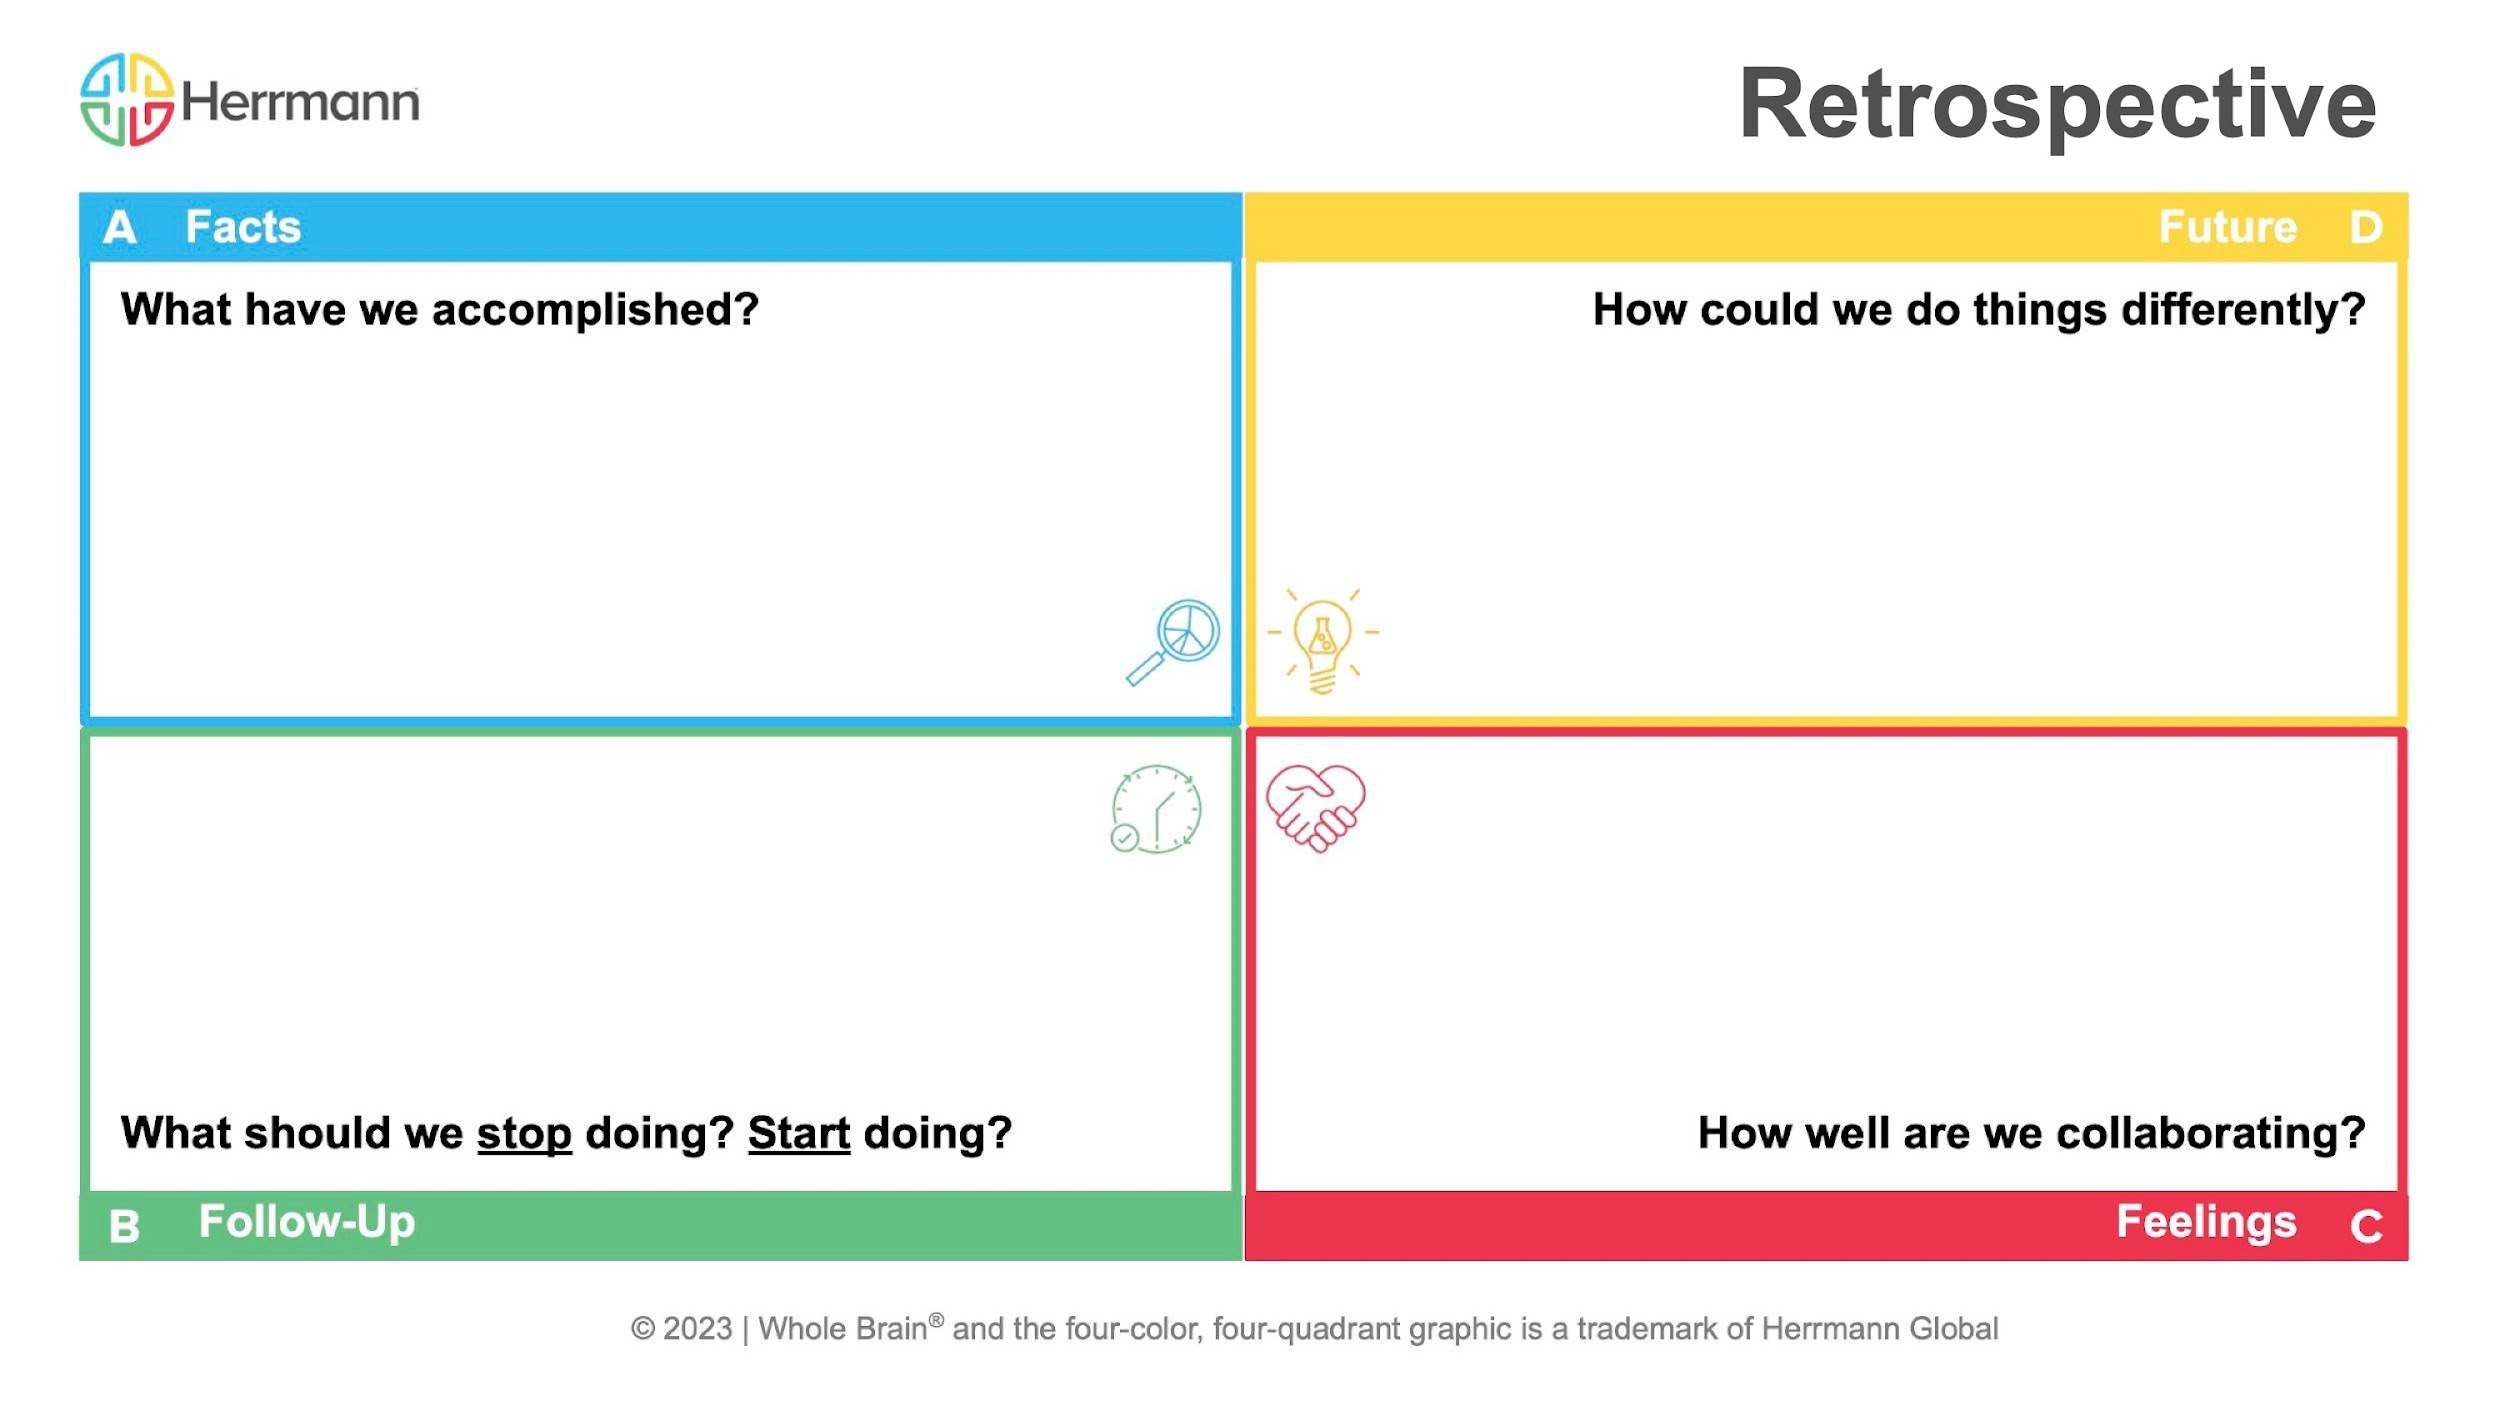 Herrmann
Retrospective
A Facts
Future D
What have we accomplished?
How could we do things differently?
What should we stop doing? Start doing?
How well are we collaborating?
B Follow-Up
Feelings C
© 2023 | Whole Brain® and the four-color, four-quadrant graphic is a trademark of Herrmann Global